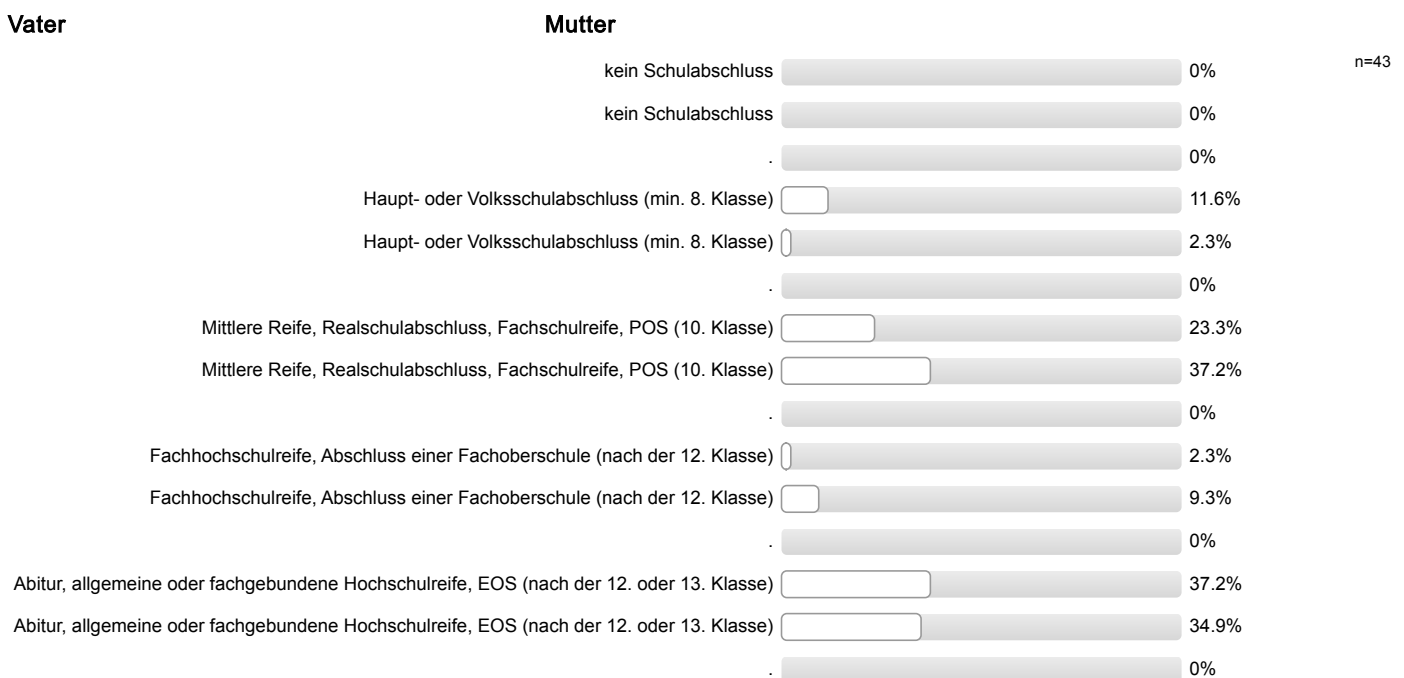 Vater Mutter
n=43
kein Schulabschluss 0%
kein Schulabschluss 0%
. 0%
Haupt- oder Volksschulabschluss (min. 8. Klasse) 11.6%
Haupt- oder Volksschulabschluss (min. 8. Klasse) 2.3%
. 0%
Mittlere Reife, Realschulabschluss, Fachschulreife, POS (10. Klasse) 23.3%
Mittlere Reife, Realschulabschluss, Fachschulreife, POS (10. Klasse) 37.2%
. 0%
Fachhochschulreife, Abschluss einer Fachoberschule (nach der 12. Klasse) 2.3%
Fachhochschulreife, Abschluss einer Fachoberschule (nach der 12. Klasse) 9.3%
. 0%
Abitur, allgemeine oder fachgebundene Hochschulreife, EOS (nach der 12. oder 13. Klasse) 37.2%
Abitur, allgemeine oder fachgebundene Hochschulreife, EOS (nach der 12. oder 13. Klasse) 34.9%
. 0%